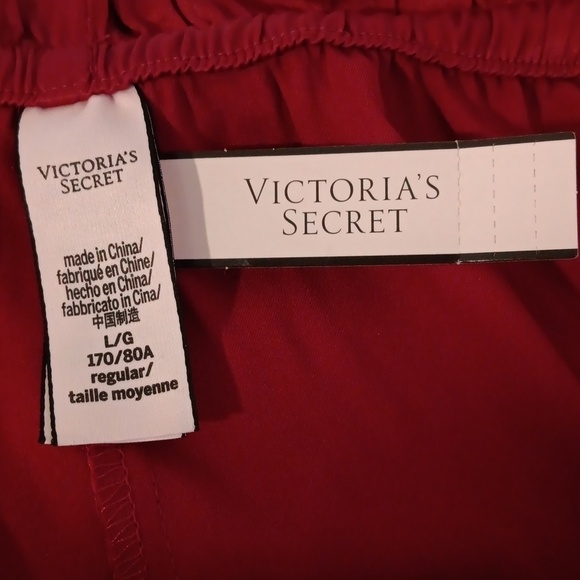 VICTORIA'S
SECRET
made in China/
fabriqué en Chine/
hecho en China/
fabbricato in Cina/
中国制造
L/G
170/80A
regular/
taille moyenne
VICTORIA'S
SECRET